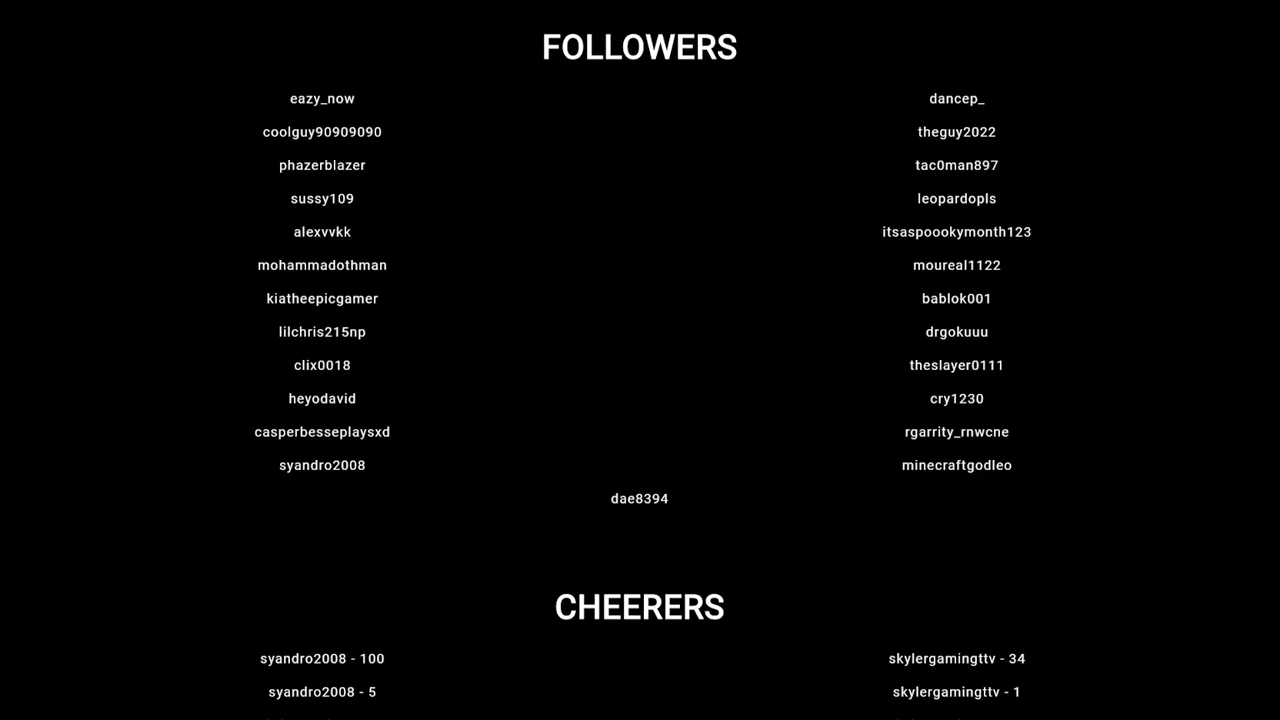 FOLLOWERS
eazy_now dancep_
coolguy90909090 theguy2022
phazerblazer tac0man897
sussy109 leopardopls
alexvvkk itsaspoookymonth123
mohammadothman moureal1122
kiatheepicgamer bablok001
lilchris215np drgokuuu
clix0018 theslayer0111
heyodavid cry1230
casperbesseplaysxd rgarrity_rnwcne
syandro2008 minecraftgodleo
dae8394
CHEERERS
syandro2008 - 100 skylergamingttv - 34
syandro2008 - 5 skylergamingttv - 1